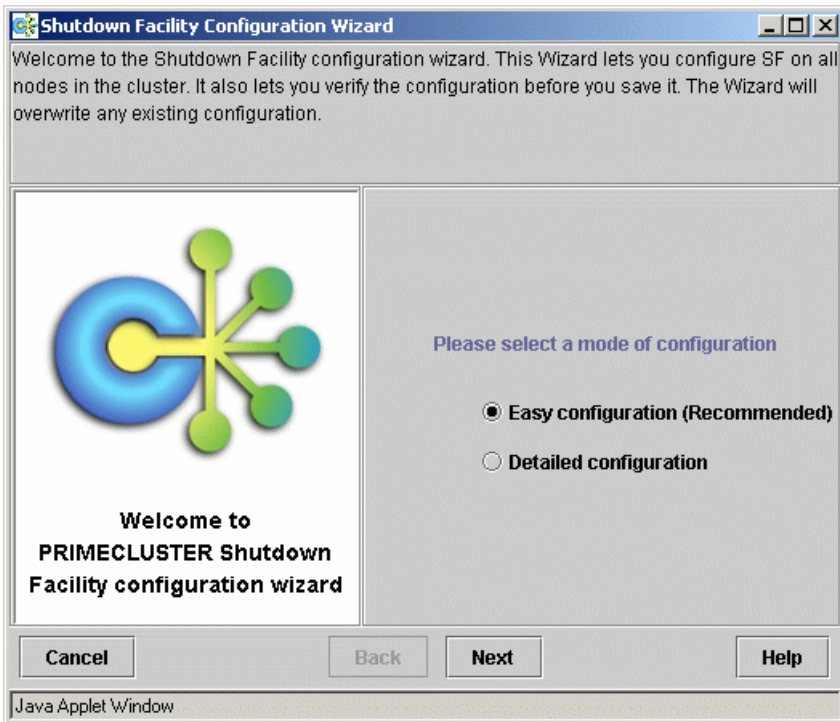 Shutdown Facility Configuration Wizard
Welcome to the Shutdown Facility configuration wizard. This Wizard lets you configure SF on all
nodes in the cluster. It also lets you verify the configuration before you save it. The Wizard will
overwrite any existing configuration.
Please select a mode of configuration
Easy configuration (Recommended)
Detailed configuration
Welcome to
PRIMECLUSTER Shutdown
Facility configuration wizard
Cancel
Back
Next
Help
Java Applet Window